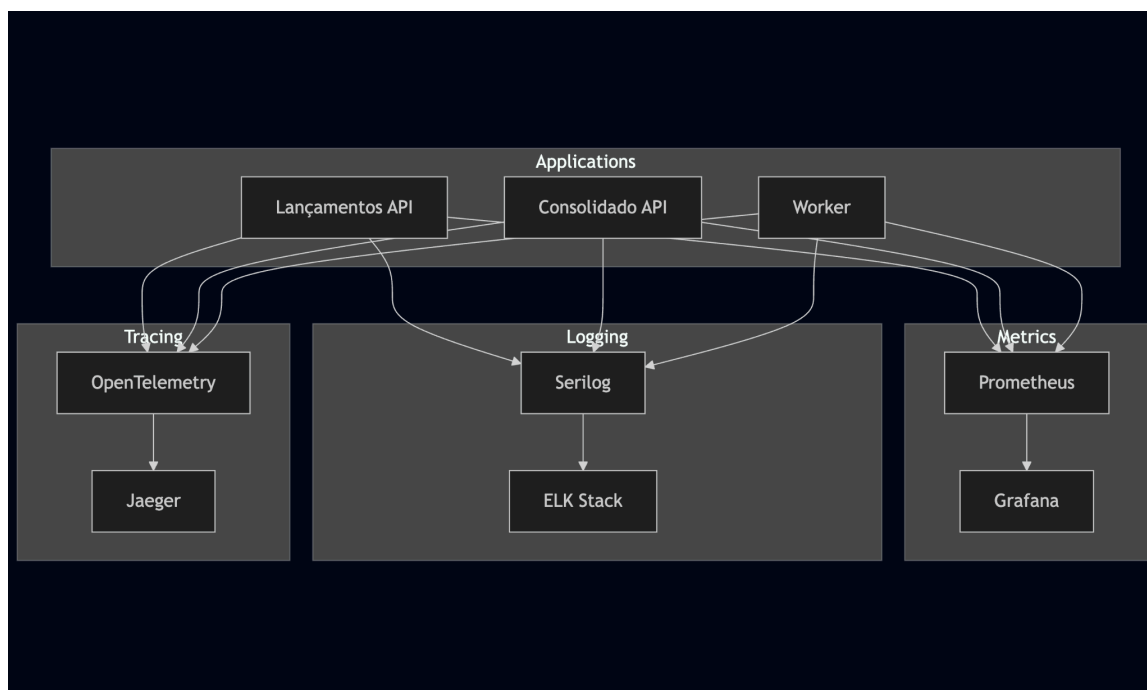 Applications
Lançamentos API
Consolidado API
Worker
Tracing
Logging
Metrics
OpenTelemetry
Serilog
Prometheus
Jaeger
ELK Stack
Grafana